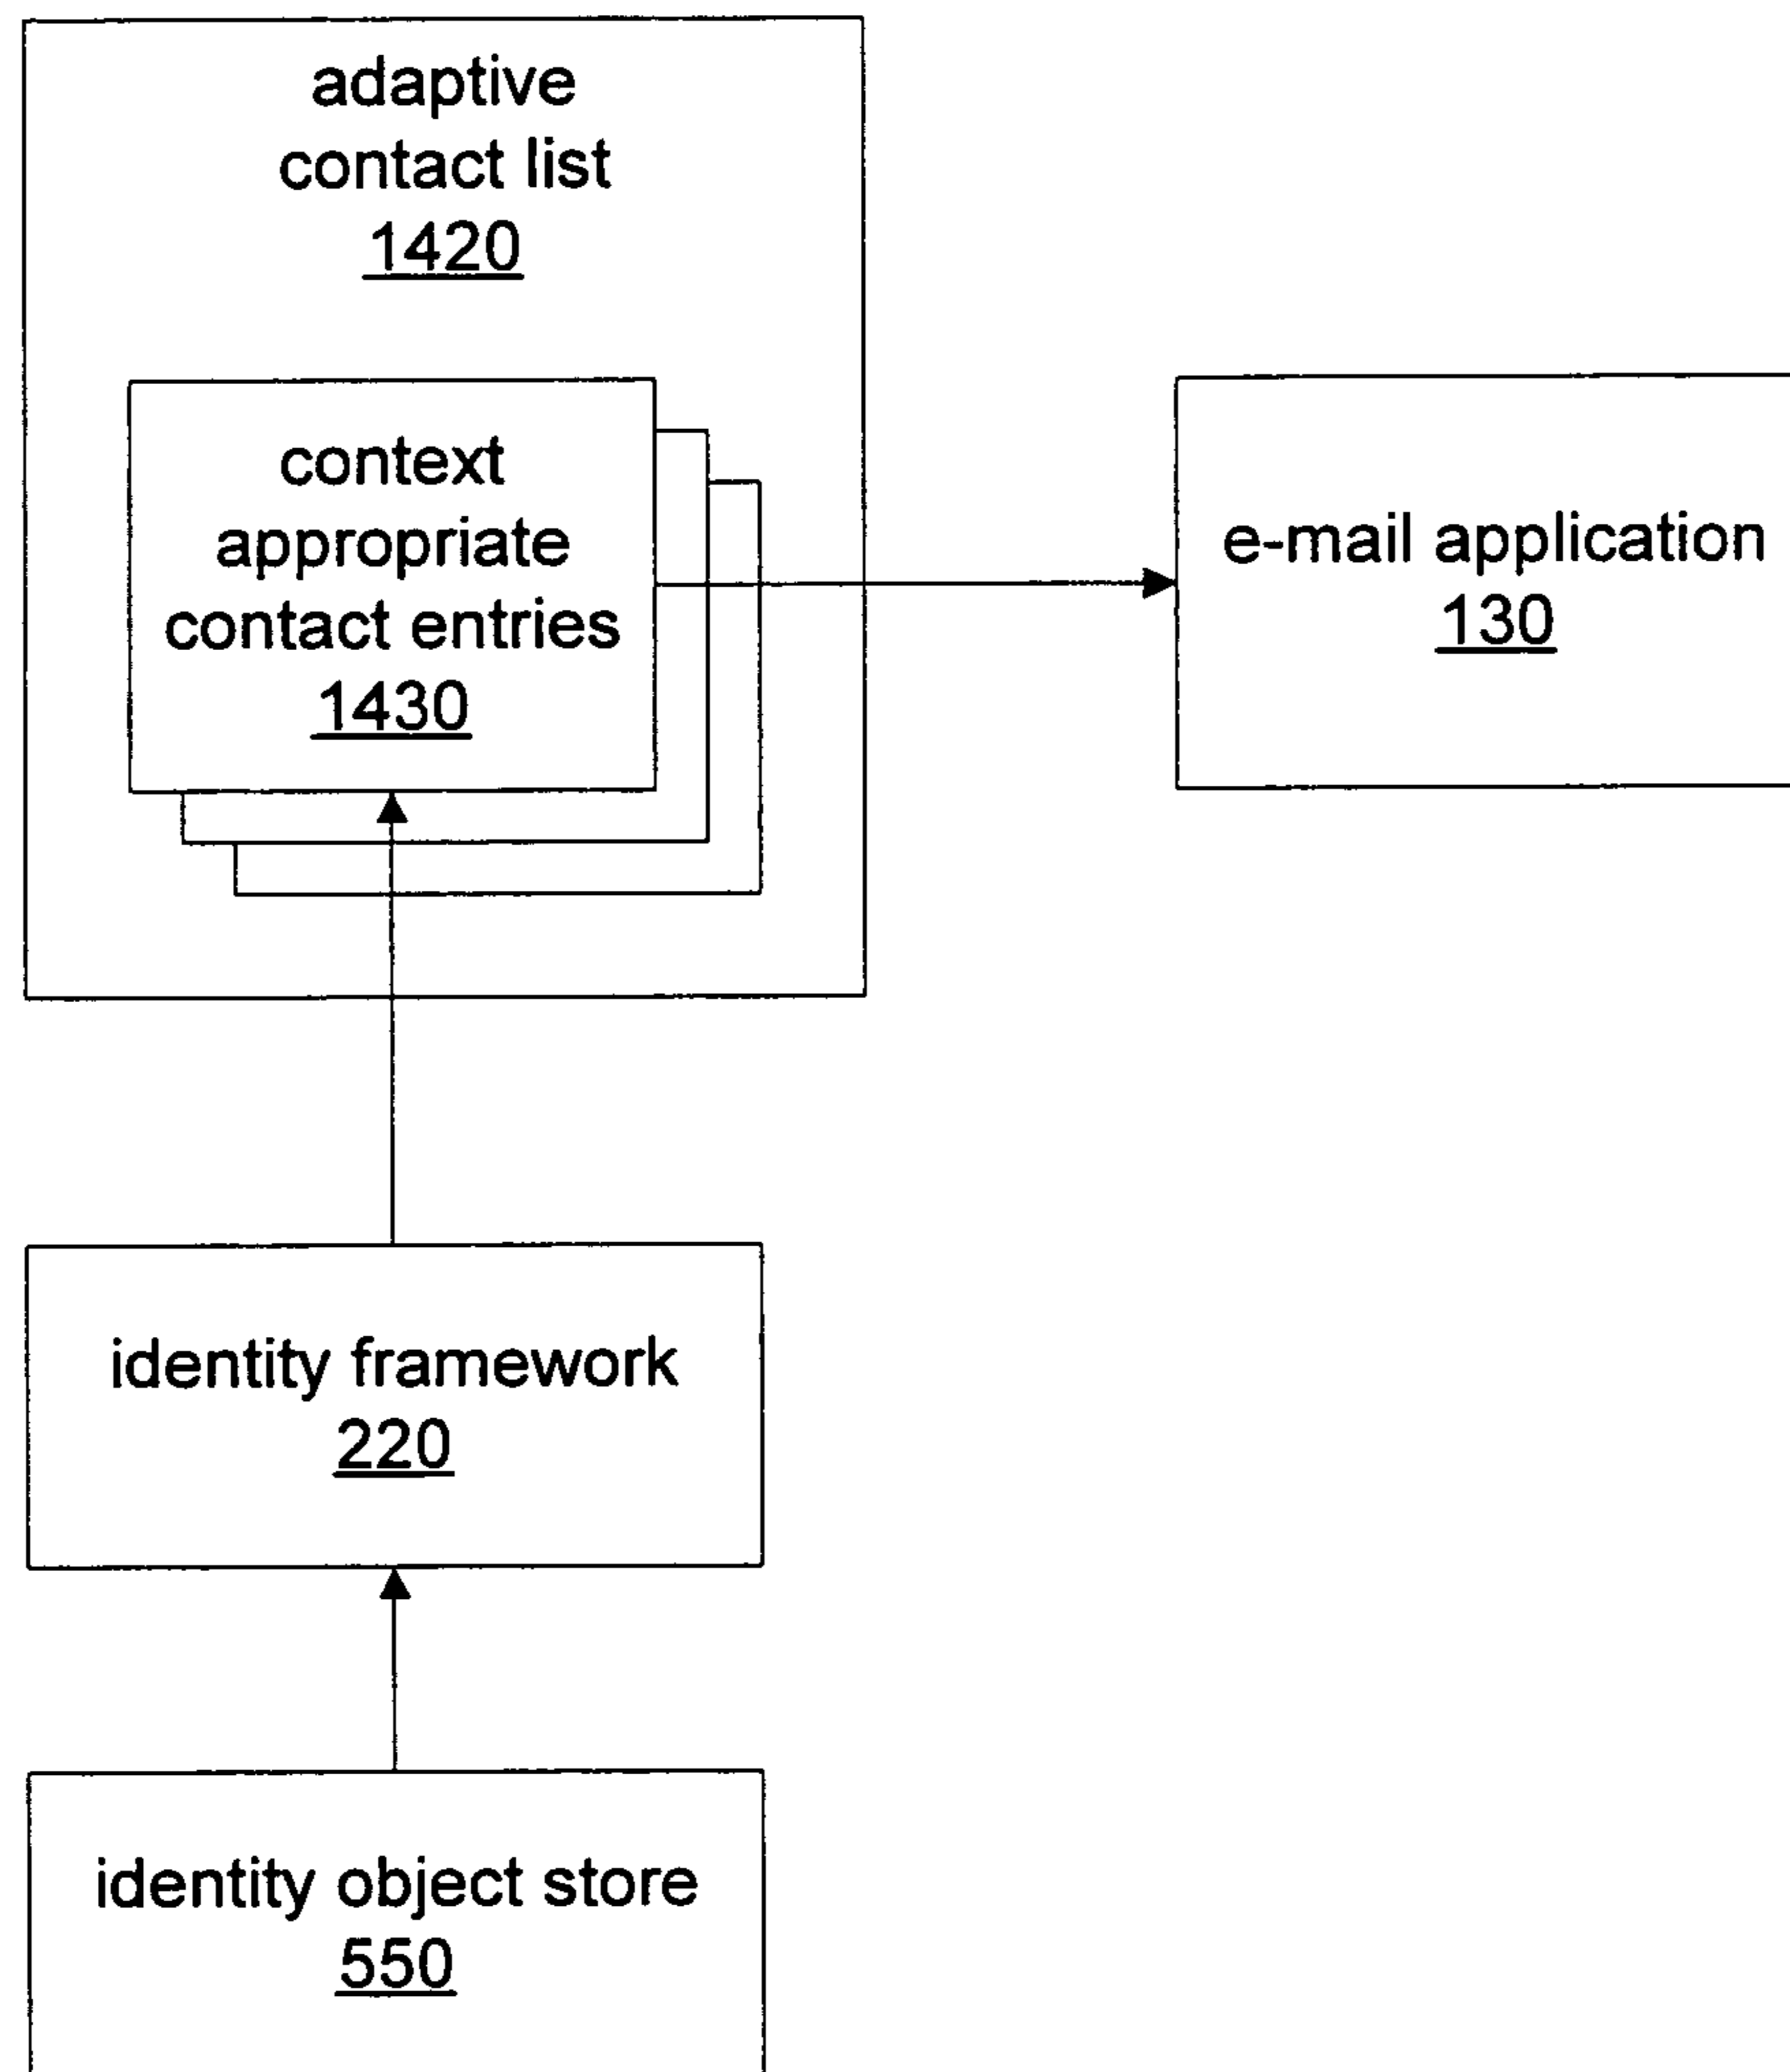 adaptive
contact list
1420
context
appropriate
contact entries
1430
e-mail application
130
identity framework
220
identity object store
550